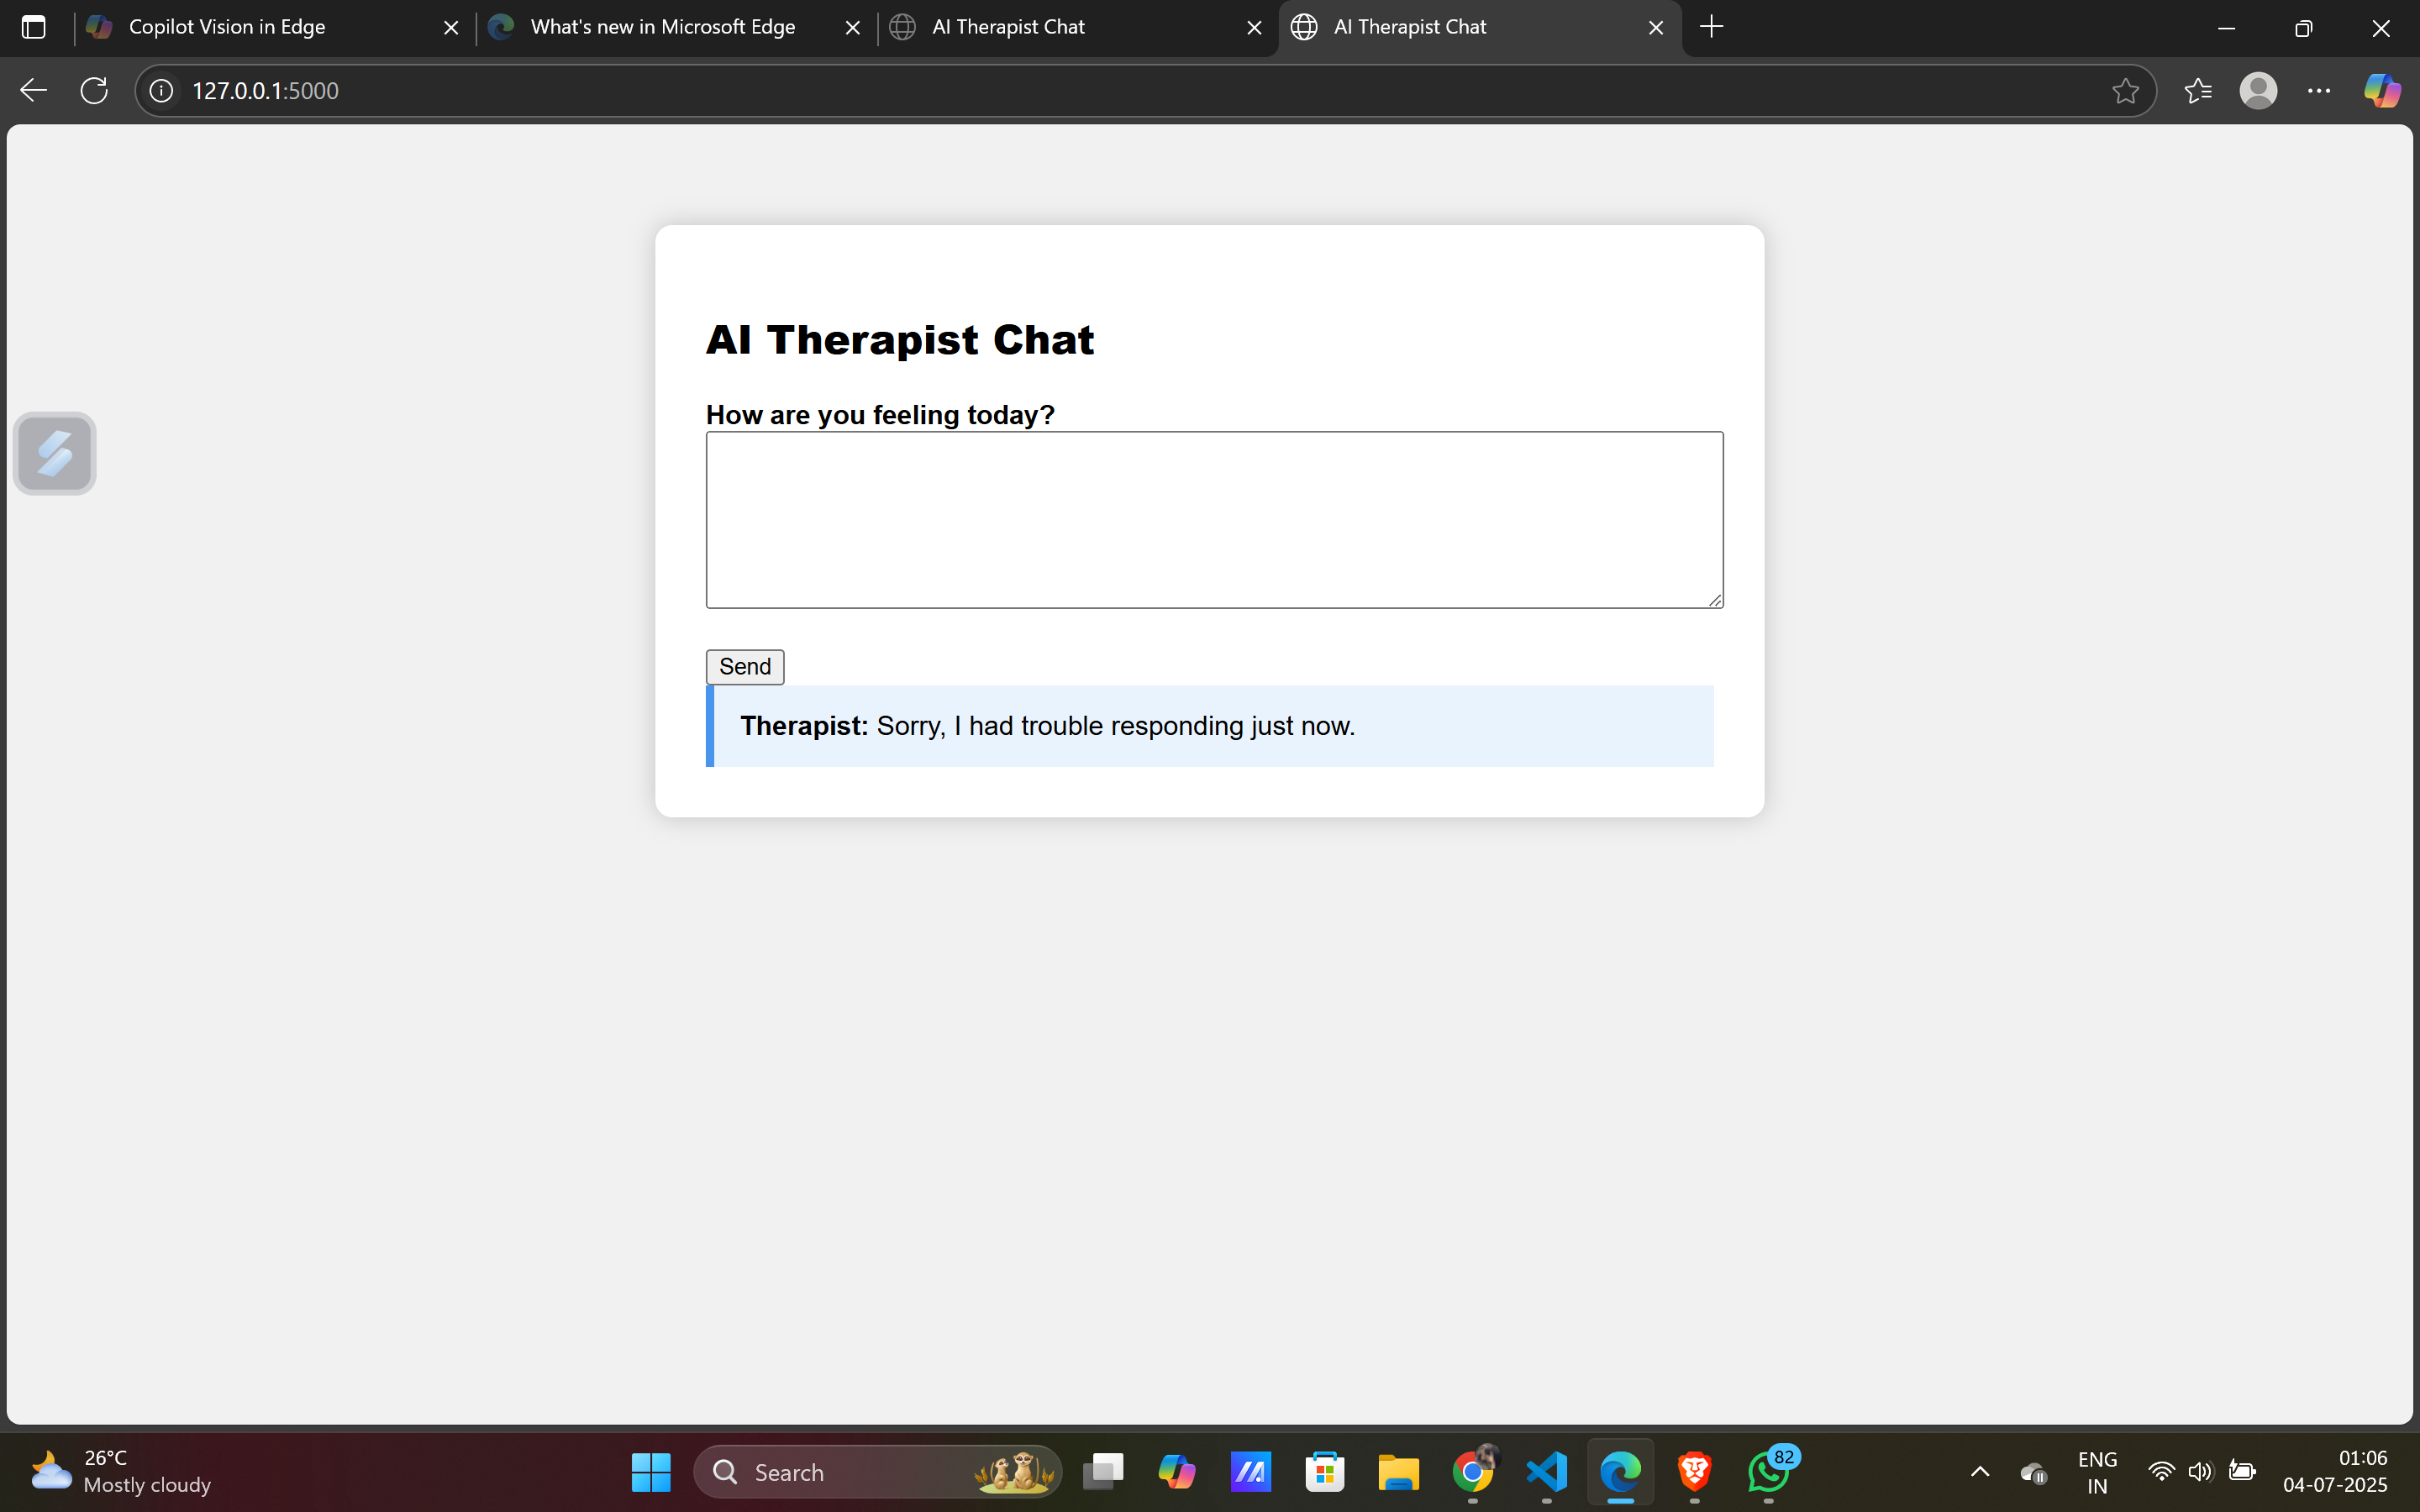 Copilot Vision in Edge
What's new in Microsoft Edge
AI Therapist Chat
AI Therapist Chat
127.0.0.1:5000
AI Therapist Chat
How are you feeling today?
Send
Therapist: Sorry, I had trouble responding just now.
26°C
Mostly cloudy
Search
82
ENG
IN
01:06
04-07-2025